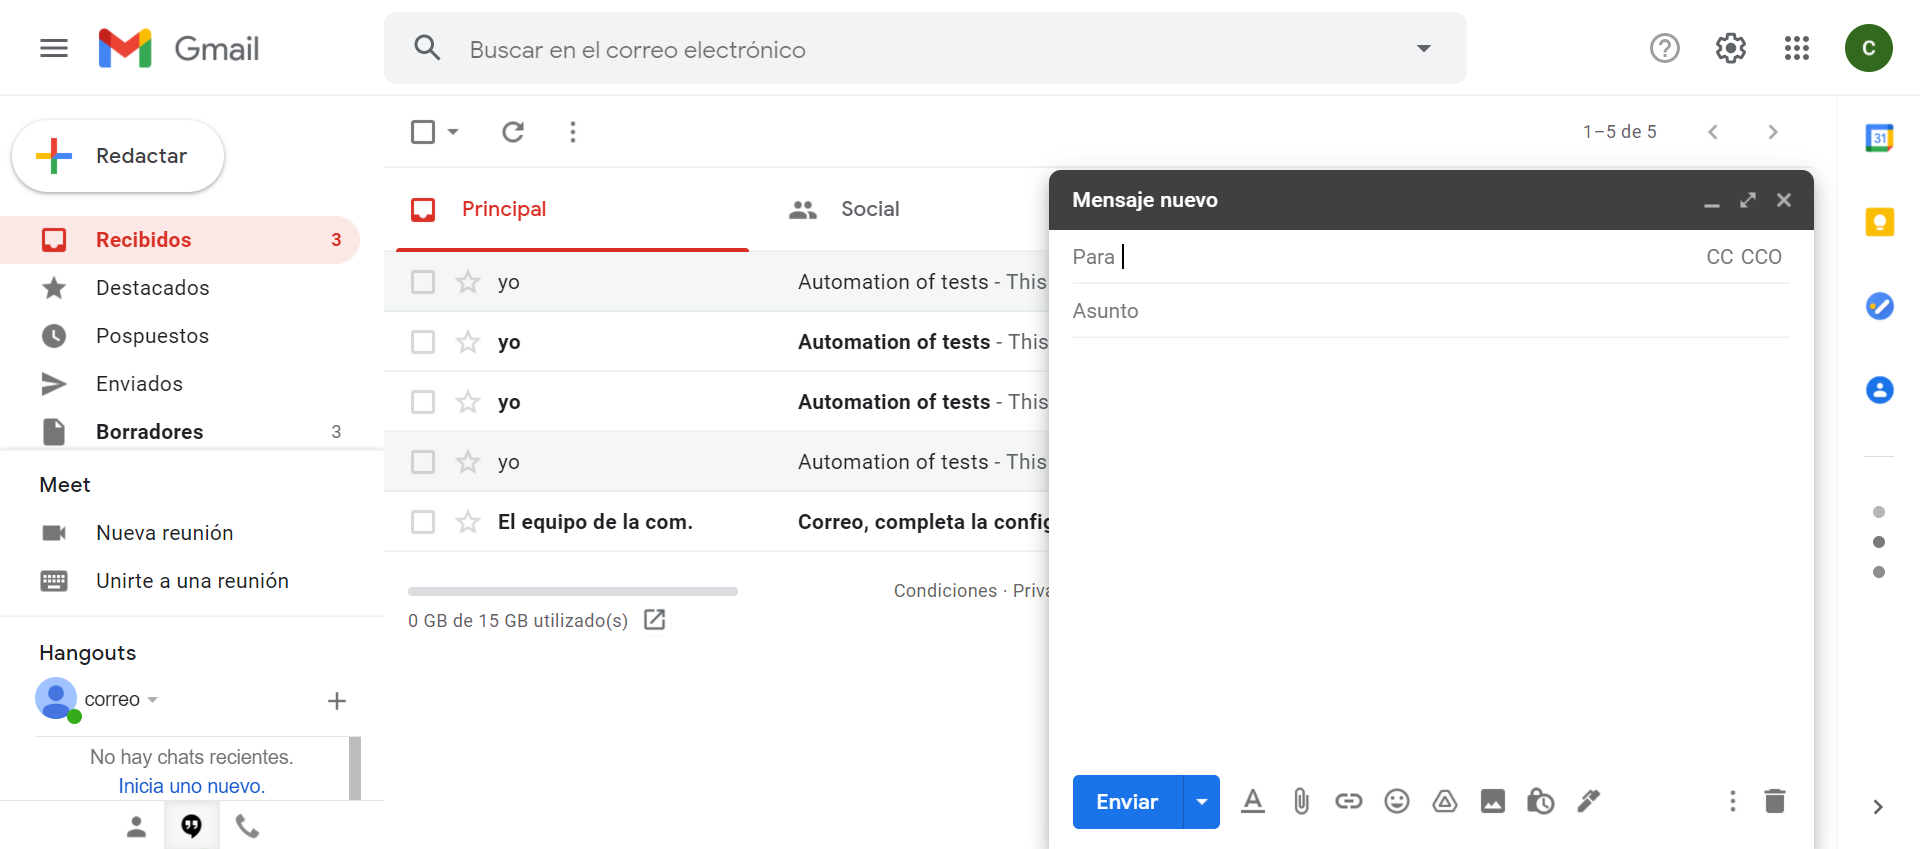 Gmail
Buscar en el correo electrónico
C
Redactar
1–5 de 5
31
Recibidos 3
Destacados
Pospuestos
Enviados
Borradores 3
Meet
Nueva reunión
Unirte a una reunión
Hangouts
correo
No hay chats recientes.
Inicia uno nuevo.
Principal
Social
yo Automation of tests - This
yo Automation of tests - This
yo Automation of tests - This
yo Automation of tests - This
El equipo de la com. Correo, completa la config
0 GB de 15 GB utilizado(s)
Condiciones · Priva
Mensaje nuevo
Para CC CCO
Asunto
Enviar